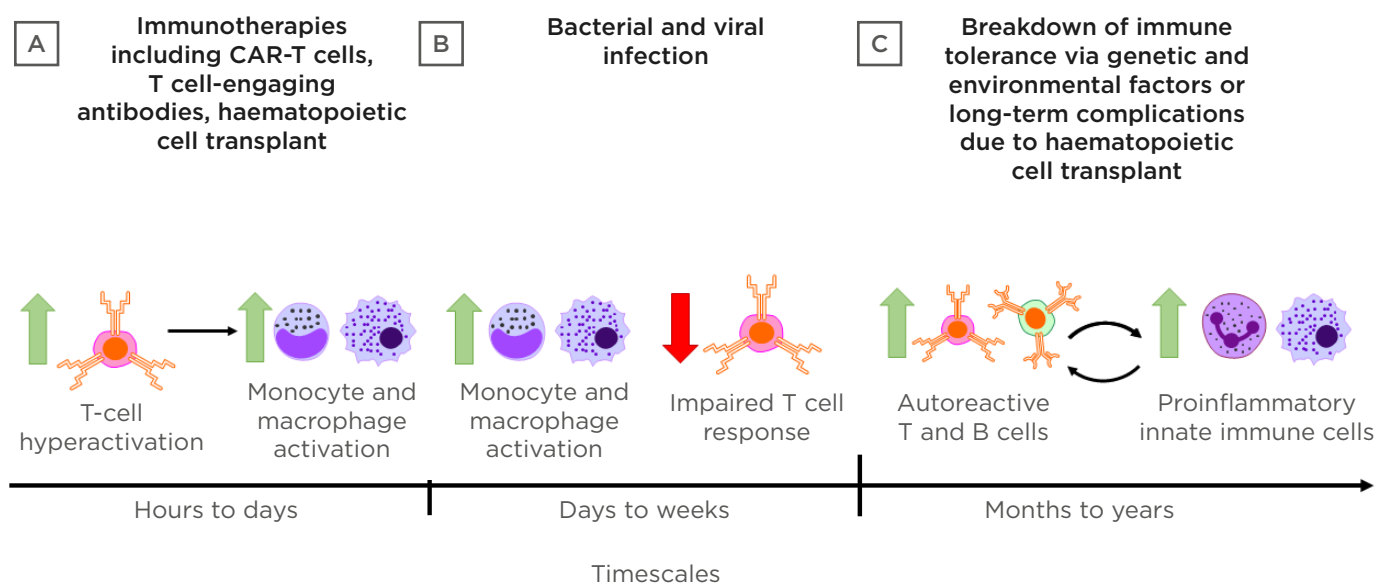 A
Immunotherapies
including CAR-T cells,
T cell-engaging
antibodies, haematopoietic
cell transplant
B
Bacterial and viral
infection
C
Breakdown of immune
tolerance via genetic and
environmental factors or
long-term complications
due to haematopoietic
cell transplant
T-cell
hyperactivation
Monocyte and
macrophage
activation
Monocyte and
macrophage
activation
Impaired T cell
response
Autoreactive
T and B cells
Proinflammatory
innate immune cells
Hours to days
Days to weeks
Months to years
Timescales